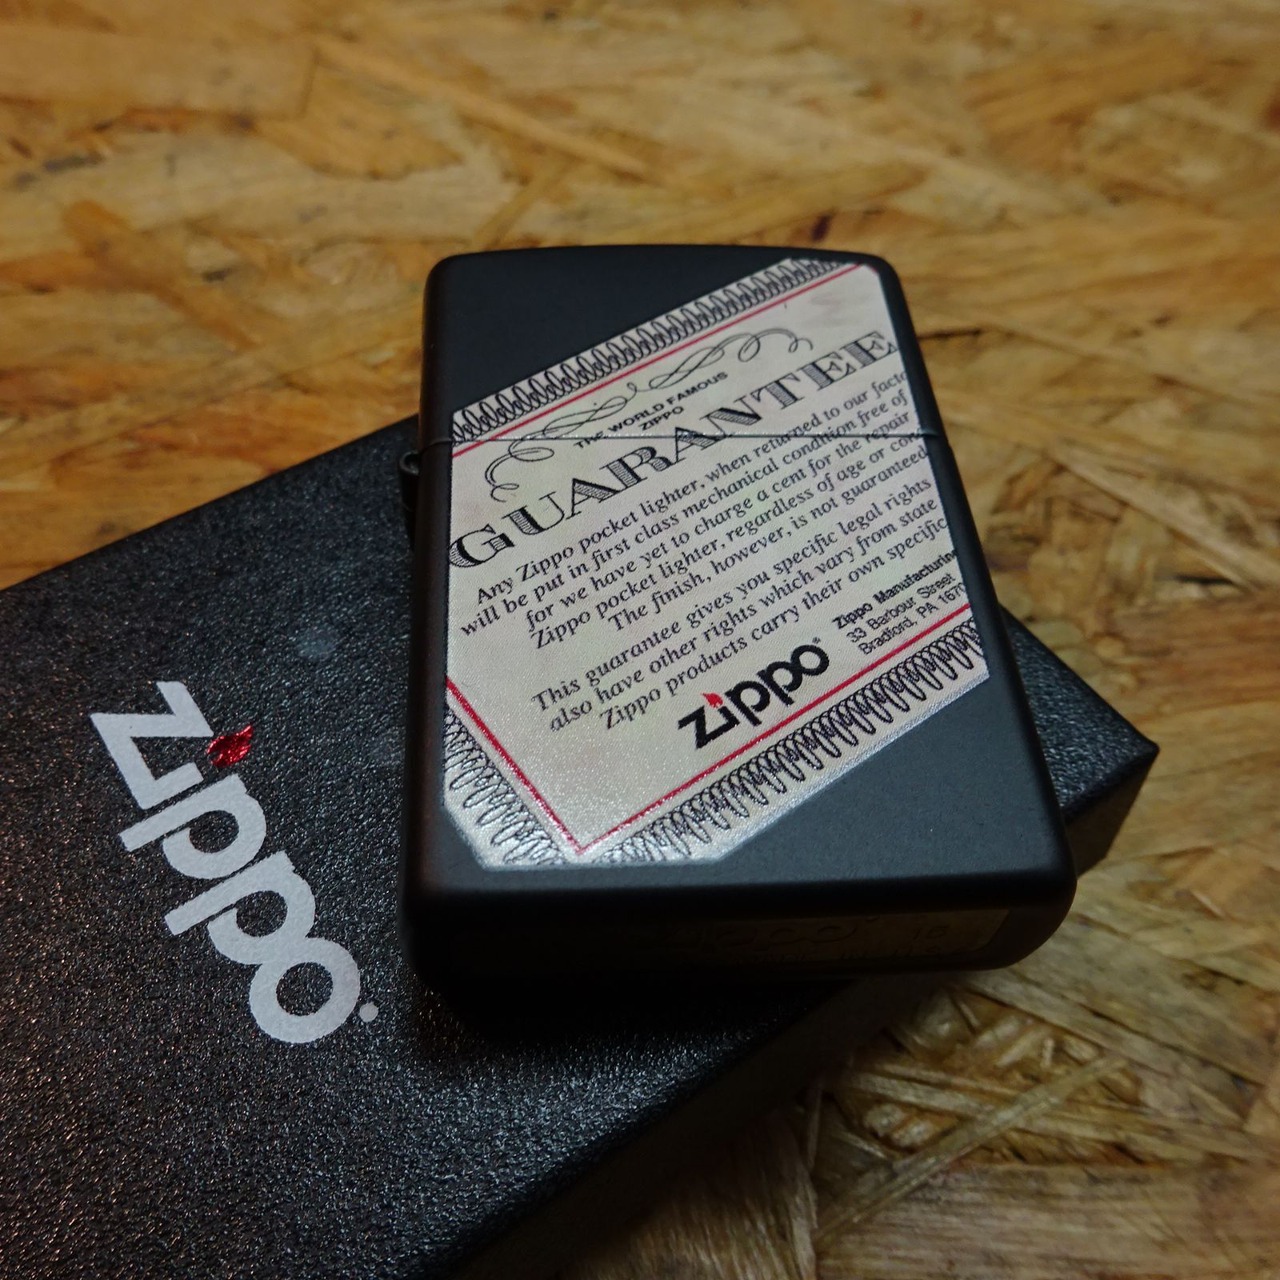 THE WORLD FAMOUS
ZIPPO
GUARANTEE
Any Zippo pocket lighter, when returned to our facto
will be put in first class mechanical condition free of
for we have yet to charge a cent for the repair
Zippo pocket lighter, regardless of age or con
The finish, however, is not guaranteed
This guarantee gives you specific legal rights
also have other rights which vary from state
Zippo products carry their own specific
zippo
Zippo Manufacturing
33 Barbour Street
Bradford, PA 1670
zippo